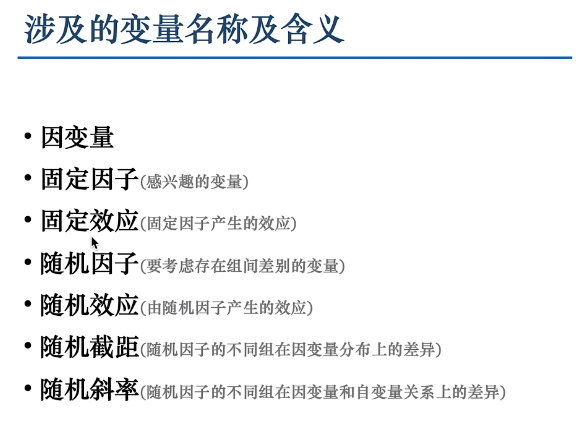 涉及的变量名称及含义
• 因变量
• 固定因子(感兴趣的变量)
• 固定效应(固定因子产生的效应)
• 随机因子(要考虑存在组间差别的变量)
• 随机效应(由随机因子产生的效应)
• 随机截距(随机因子的不同组在因变量分布上的差异)
• 随机斜率(随机因子的不同组在因变量和自变量关系上的差异)